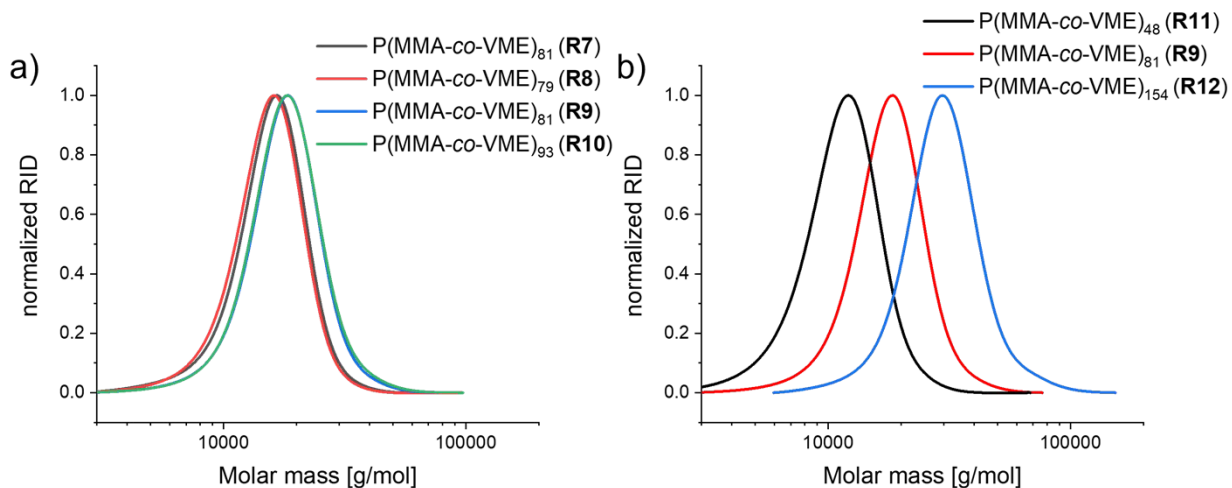 a)
P(MMA-co-VME)₈₁ (R7)
P(MMA-co-VME)₇₉ (R8)
P(MMA-co-VME)₈₁ (R9)
P(MMA-co-VME)₉₃ (R10)
normalized RID
1.0
0.8
0.6
0.4
0.2
0.0
10000
100000
Molar mass [g/mol]
b)
P(MMA-co-VME)₄₈ (R11)
P(MMA-co-VME)₈₁ (R9)
P(MMA-co-VME)₁₅₄ (R12)
normalized RID
1.0
0.8
0.6
0.4
0.2
0.0
10000
100000
Molar mass [g/mol]